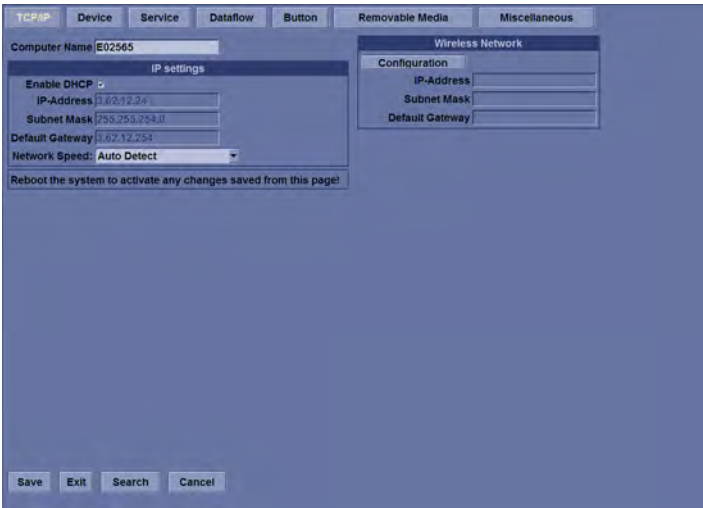 TCP/IP Device Service Dataflow Button Removable Media Miscellaneous
Computer Name E02565
IP settings
Enable DHCP
IP-Address 3.62.12.24
Subnet Mask 255.255.254.0
Default Gateway 3.62.12.254
Network Speed: Auto Detect
Reboot the system to activate any changes saved from this page!
Wireless Network
Configuration
IP-Address
Subnet Mask
Default Gateway
Save Exit Search Cancel